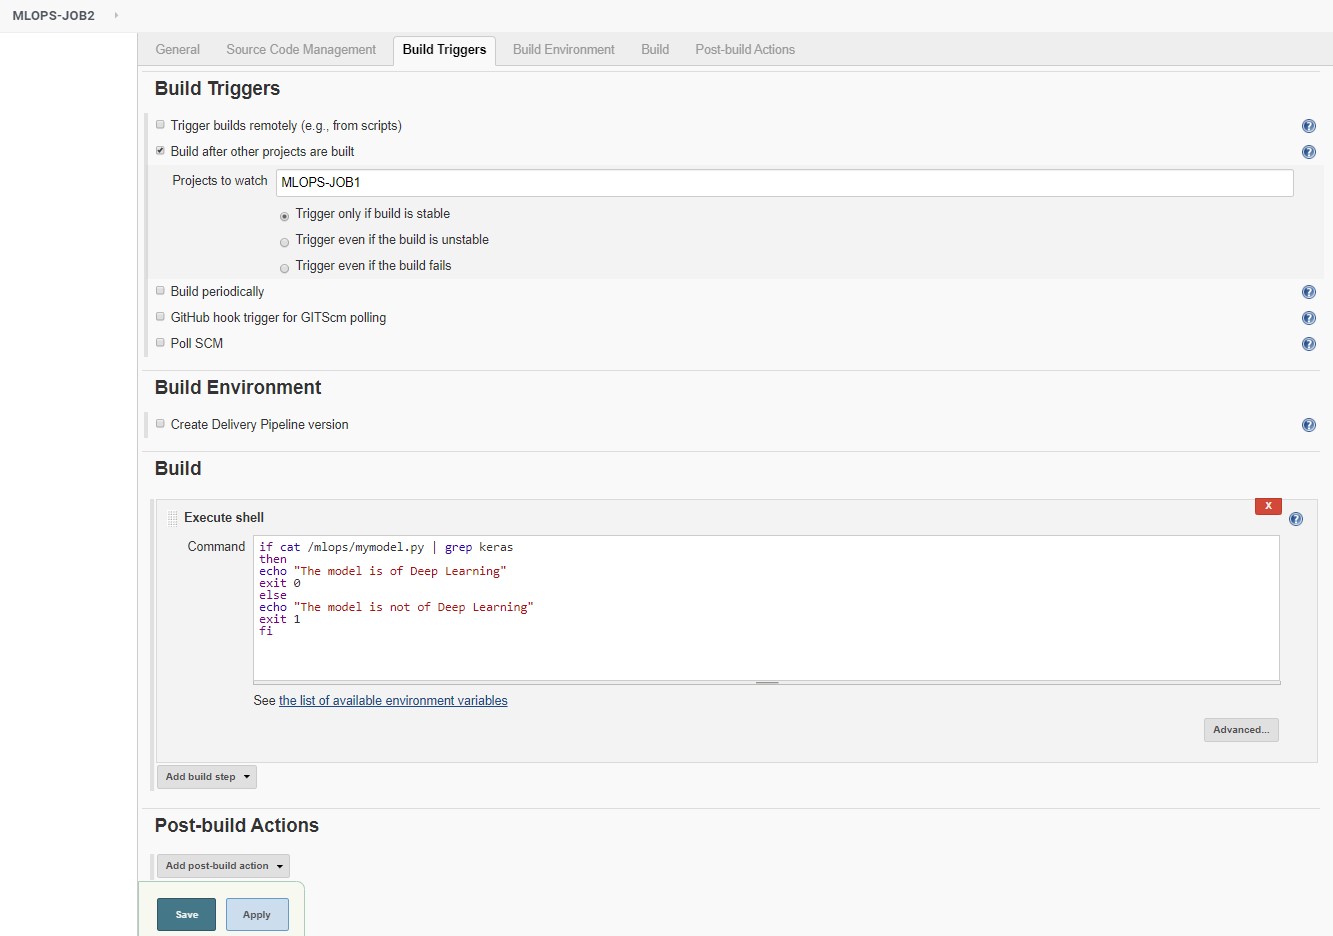 MLOPS-JOB2
General Source Code Management Build Triggers Build Environment Build Post-build Actions
Build Triggers
Trigger builds remotely (e.g., from scripts)
Build after other projects are built
Projects to watch MLOPS-JOB1
Trigger only if build is stable
Trigger even if the build is unstable
Trigger even if the build fails
Build periodically
GitHub hook trigger for GITScm polling
Poll SCM
Build Environment
Create Delivery Pipeline version
Build
X
Execute shell
Command
if cat /mlops/mymodel.py | grep keras
then
echo "The model is of Deep Learning"
exit 0
else
echo "The model is not of Deep Learning"
exit 1
fi
See the list of available environment variables
Advanced...
Add build step
Post-build Actions
Add post-build action
Save Apply